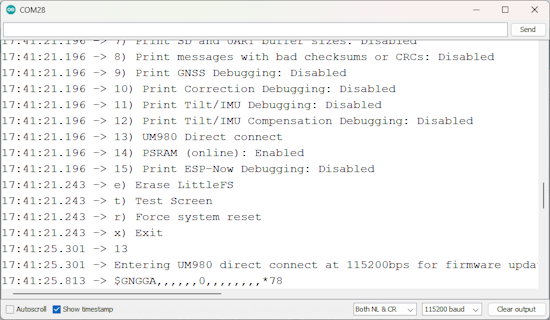 COM28
Send
17:41:21.196 -> 7) Print SD and UART buffer sizes: Disabled
17:41:21.196 -> 8) Print messages with bad checksums or CRCs: Disabled
17:41:21.196 -> 9) Print GNSS Debugging: Disabled
17:41:21.196 -> 10) Print Correction Debugging: Disabled
17:41:21.196 -> 11) Print Tilt/IMU Debugging: Disabled
17:41:21.196 -> 12) Print Tilt/IMU Compensation Debugging: Disabled
17:41:21.196 -> 13) UM980 Direct connect
17:41:21.196 -> 14) PSRAM (online): Enabled
17:41:21.196 -> 15) Print ESP-Now Debugging: Disabled
17:41:21.243 -> e) Erase LittleFS
17:41:21.243 -> t) Test Screen
17:41:21.243 -> r) Force system reset
17:41:21.243 -> x) Exit
17:41:25.301 -> 13
17:41:25.301 -> Entering UM980 direct connect at 115200bps for firmware upda
17:41:25.813 -> $GNGGA,,,,,,0,,,,,,,,*78
Autoscroll Show timestamp Both NL & CR 115200 baud Clear output